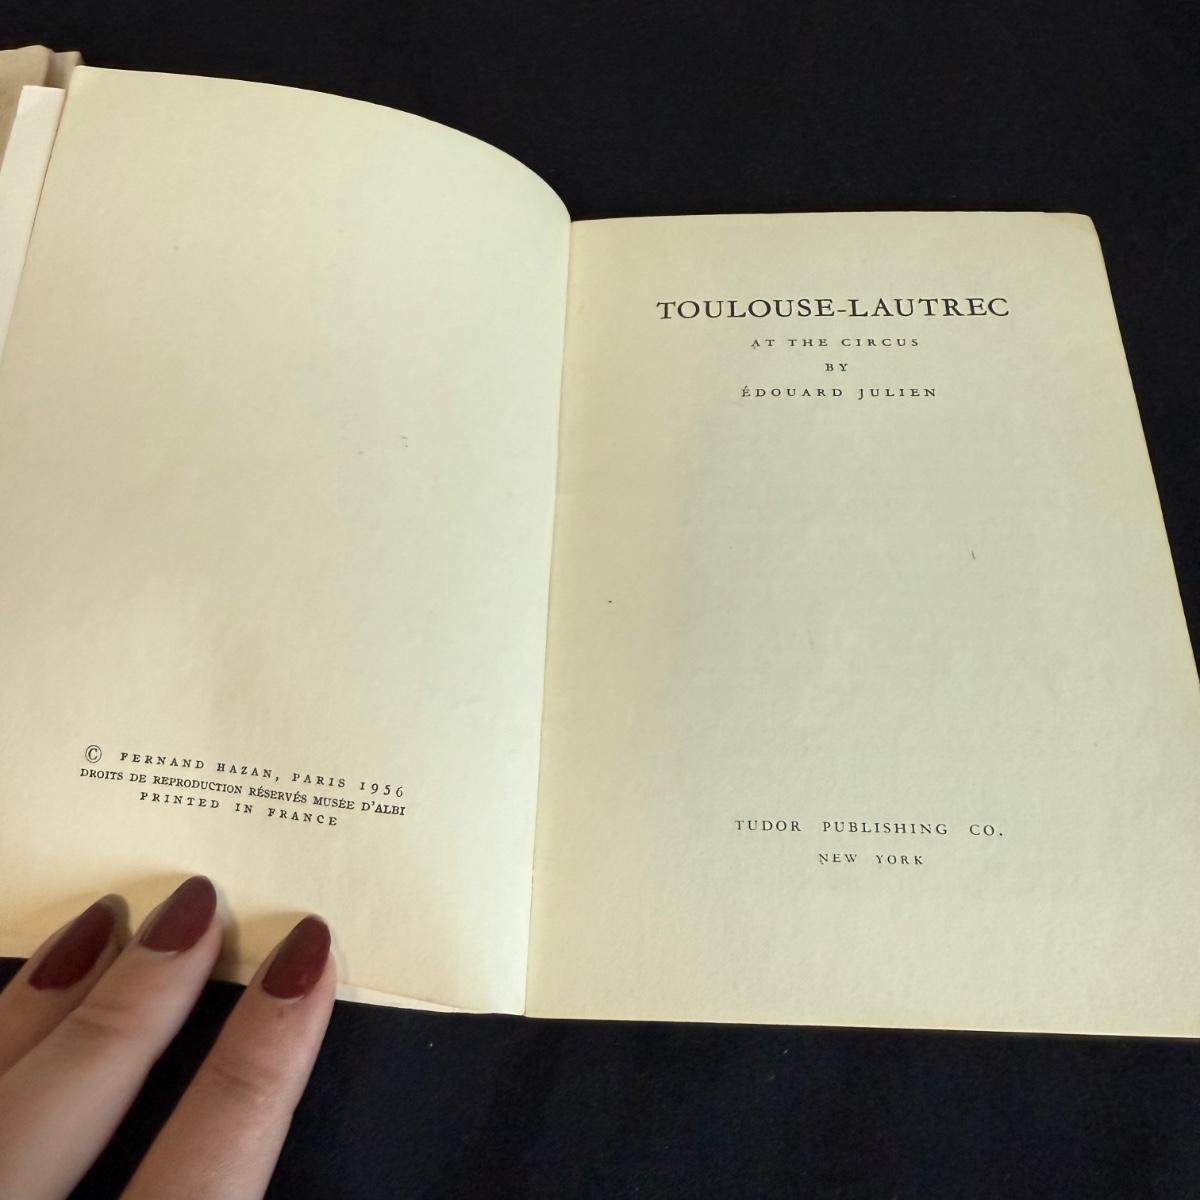 © FERNAND HAZAN, PARIS 1956
DROITS DE REPRODUCTION RÉSERVÉS MUSÉE D'ALBI
PRINTED IN FRANCE
TOULOUSE-LAUTREC
AT THE CIRCUS
BY
ÉDOUARD JULIEN
TUDOR PUBLISHING CO.
NEW YORK